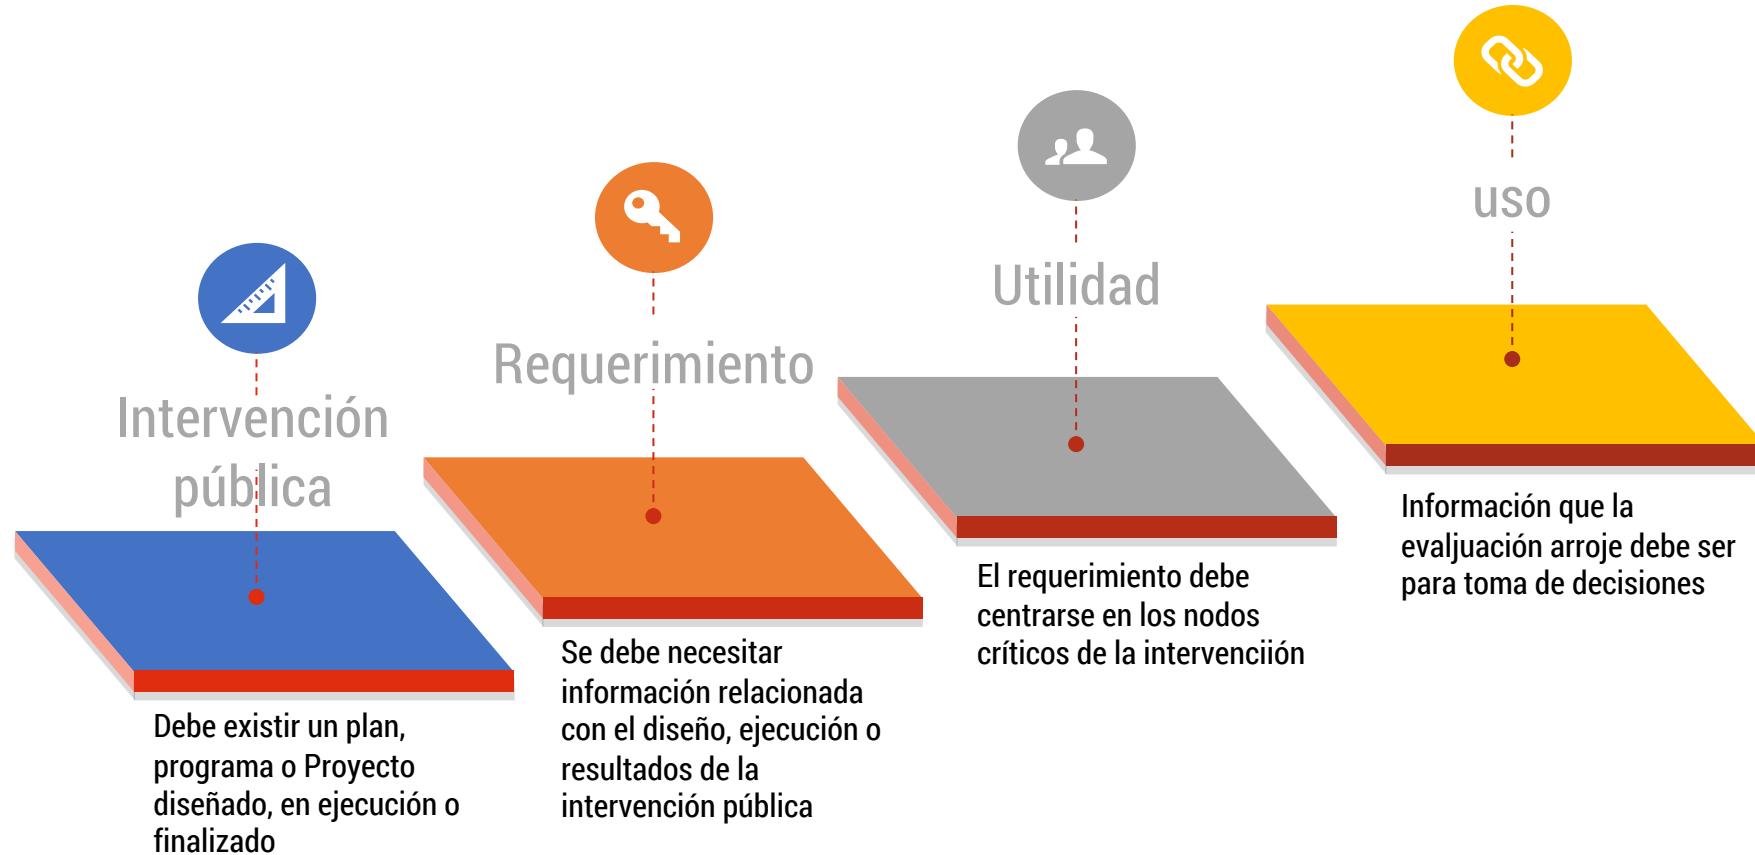 Intervención
pública
Debe existir un plan,
programa o Proyecto
diseñado, en ejecución o
finalizado
Requerimiento
Se debe necesitar
información relacionada
con el diseño, ejecución o
resultados de la
intervención pública
Utilidad
El requerimiento debe
centrarse en los nodos
críticos de la intervenciión
uso
Información que la
evaljuación arroje debe ser
para toma de decisiones